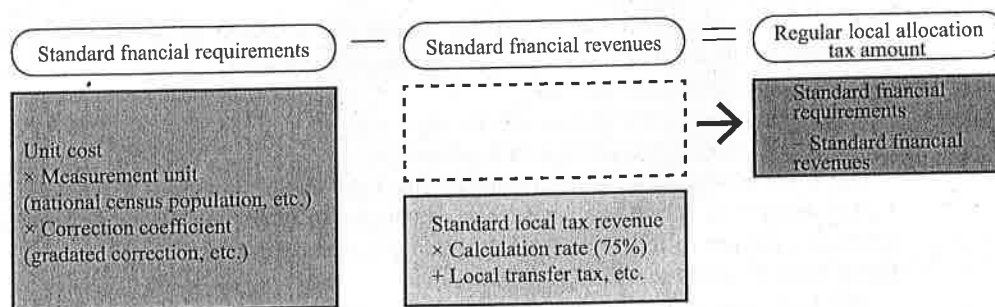 Standard fnancial requirements
—
Standard fnancial revenues
=
Regular local allocation
tax amount
Unit cost
× Measurement unit
(national census population, etc.)
× Correction coefficient
(gradated correction, etc.)
Standard local tax revenue
× Calculation rate (75%)
+ Local transfer tax, etc.
Standard fnancial
requirements
– Standard fnancial
revenues